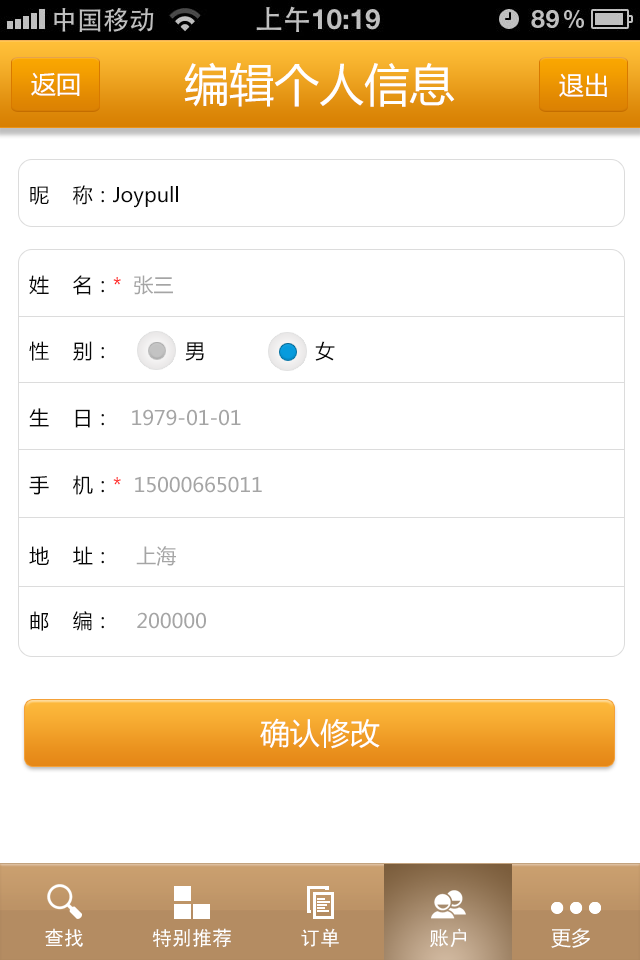 中国移动 上午10:19 89%
返回 编辑个人信息 退出
昵 称：Joypull
姓 名：* 张三
性 别： 男 女
生 日： 1979-01-01
手 机：* 15000665011
地 址： 上海
邮 编： 200000
确认修改
查找 特别推荐 订单 账户 更多